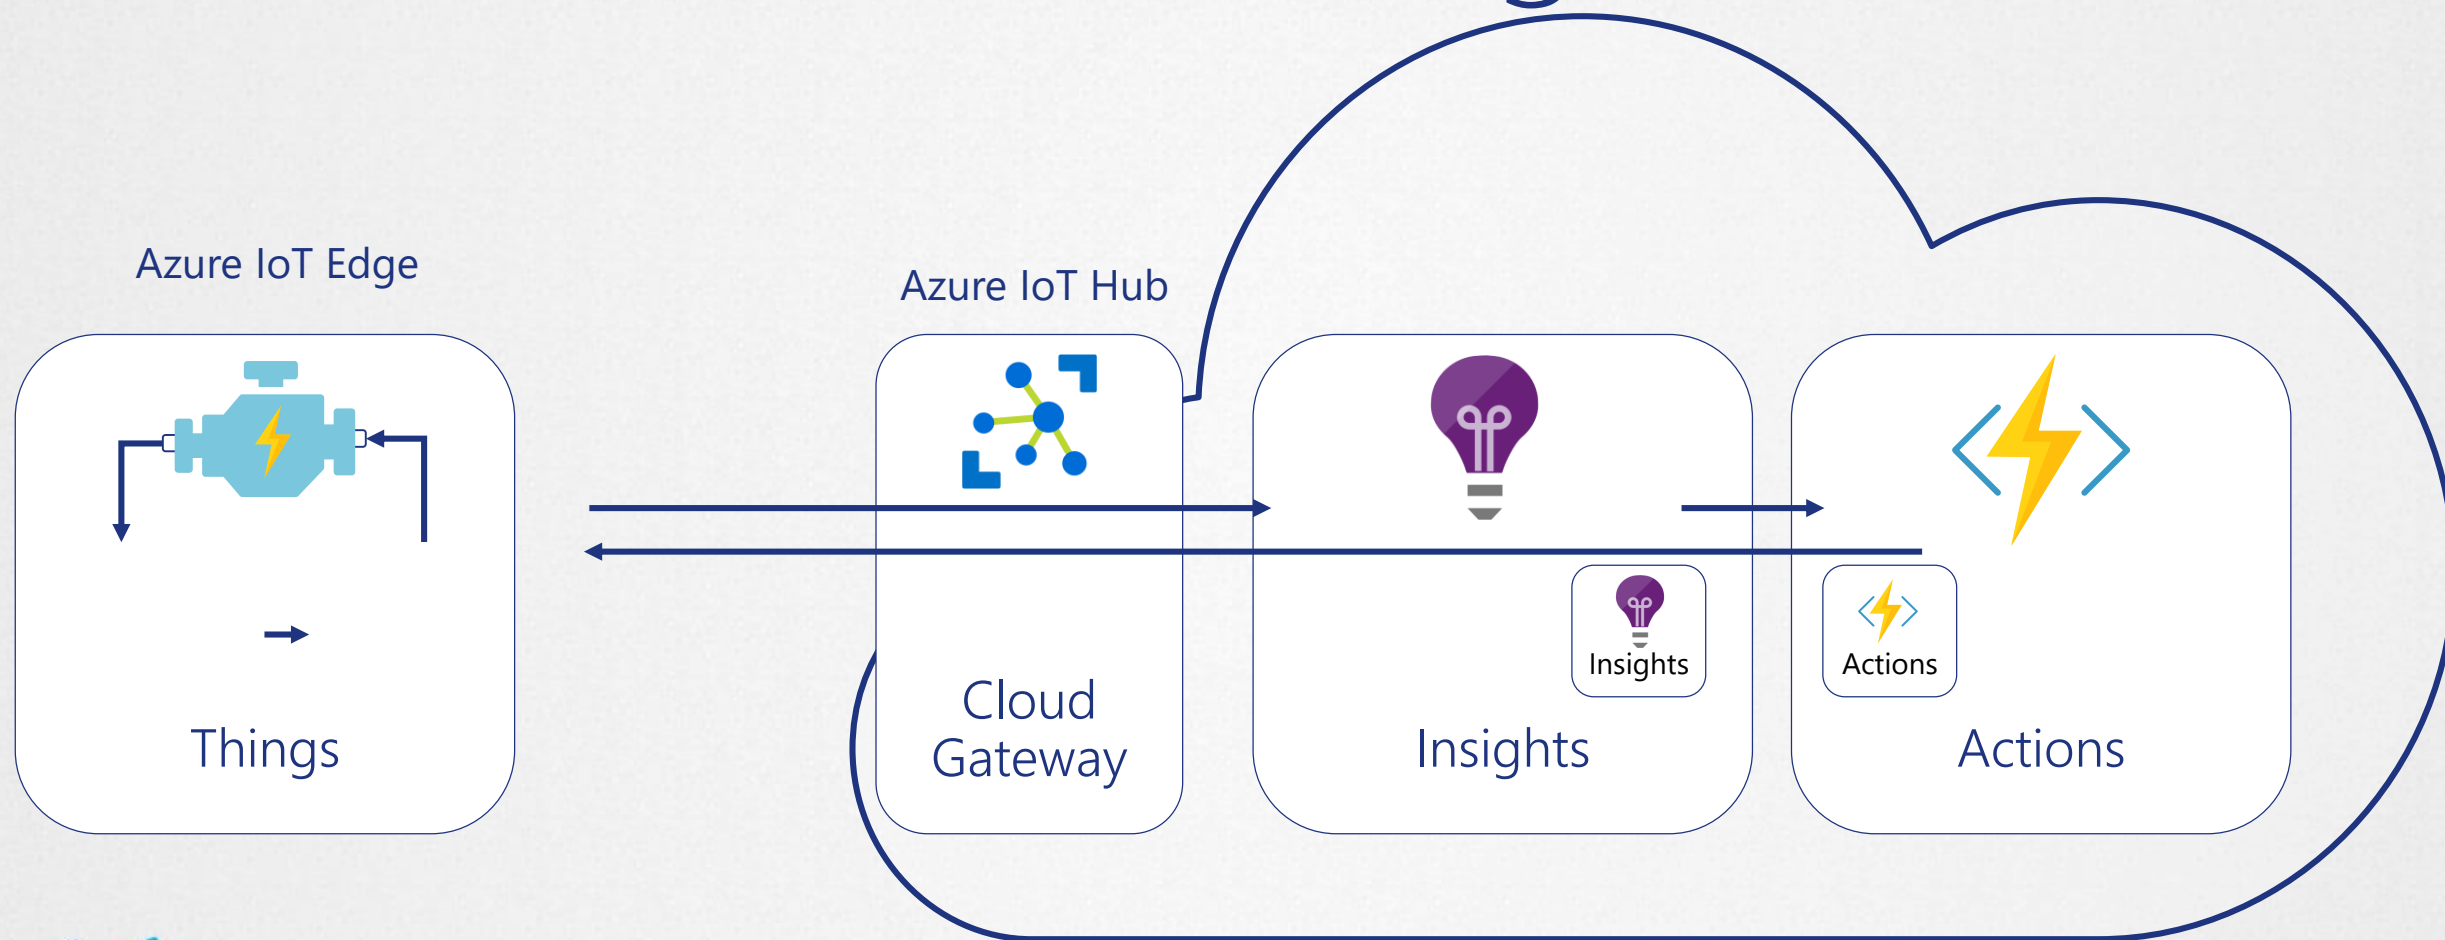 Azure IoT Edge
Azure IoT Hub
Insights
Actions
Cloud
Gateway
Things
Insights
Actions